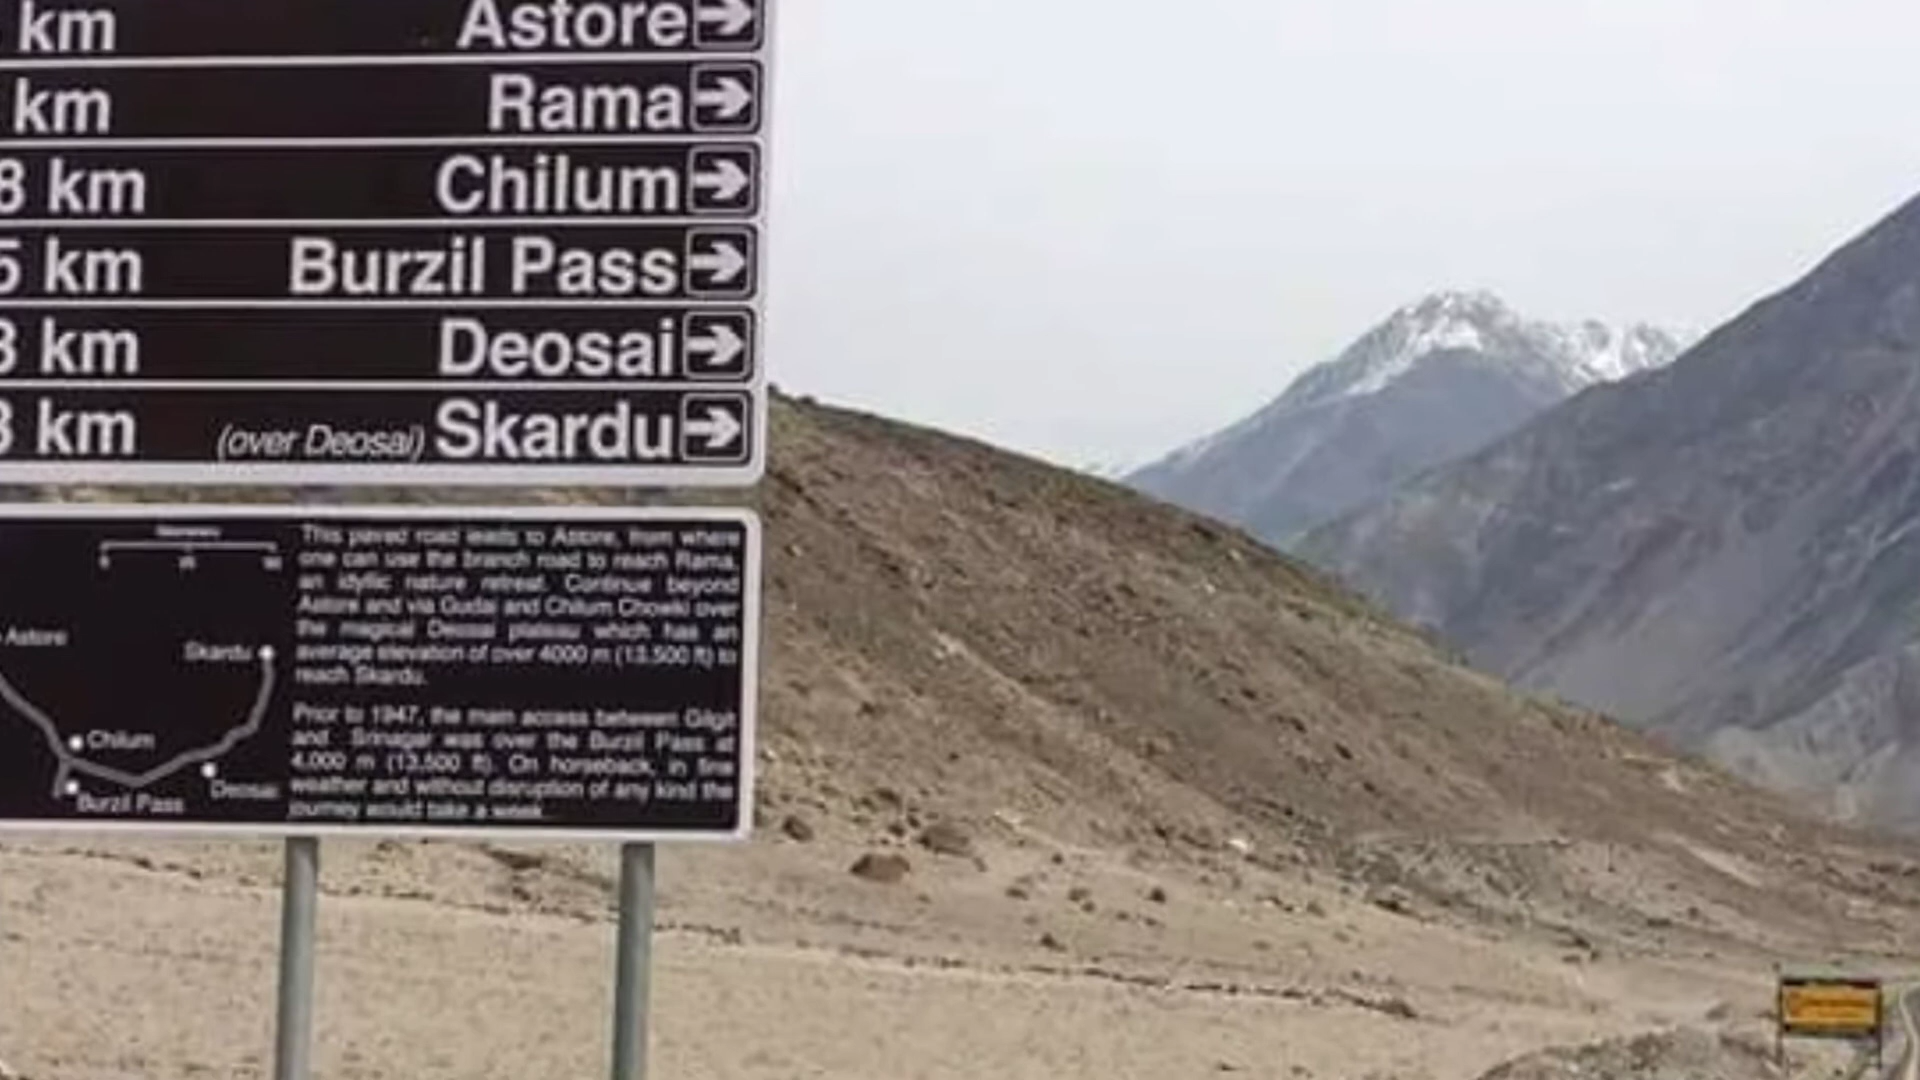 km Astore
km Rama
8 km Chilum
5 km Burzil Pass
3 km Deosai
3 km (over Deosai) Skardu
This paved road leads to Astore, from where
one can use the branch road to reach Rama,
an idyllic nature retreat. Continue beyond
Astore and via Gudai and Chilum Chowki over
the magical Deosai plateau which has an
average elevation of over 4000 m (13,500 ft) to
reach Skardu.
Prior to 1947, the main access between Gilgit
and Srinagar was over the Burzil Pass at
4,000 m (13,500 ft). On horseback, in fine
weather and without disruption of any kind the
journey would take a week.
Astore
Skardu
Chilum
Deosai
Burzil Pass